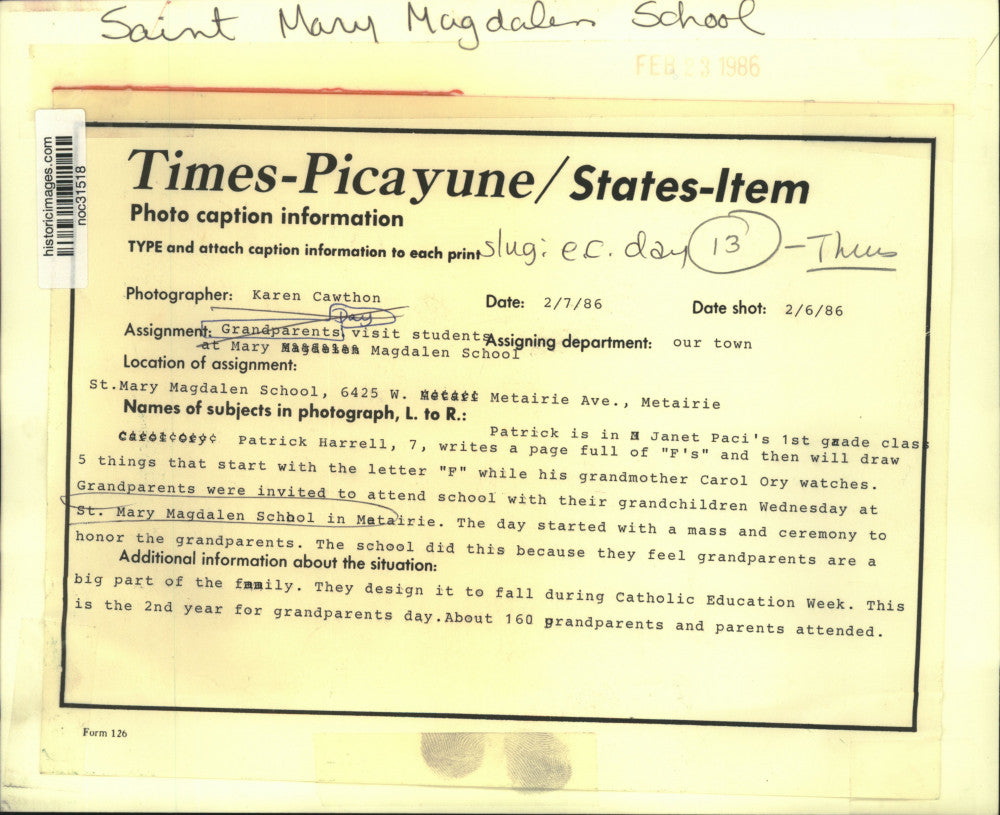 Saint Mary Magdalen School
FEB 23 1986
historicimages.com
noc31518
Times-Picayune/States-Item
Photo caption information
TYPE and attach caption information to each print slug: e.c. day 13 - Thurs
Photographer: Karen Cawthon Date: 2/7/86 Date shot: 2/6/86
Day
Assignment: Grandparents visit students Assigning department: our town
at Mary Magdalen School
Location of assignment:
St.Mary Magdalen School, 6425 W. Metairie Ave., Metairie
Names of subjects in photograph, L. to R.:
Patrick is in Janet Paci's 1st grade class
Patrick Harrell, 7, writes a page full of "F's" and then will draw
5 things that start with the letter "F" while his grandmother Carol Ory watches.
Grandparents were invited to attend school with their grandchildren Wednesday at
St. Mary Magdalen School in Metairie. The day started with a mass and ceremony to
honor the grandparents. The school did this because they feel grandparents are a
Additional information about the situation:
big part of the family. They design it to fall during Catholic Education Week. This
is the 2nd year for grandparents day.About 160 grandparents and parents attended.
Form 126